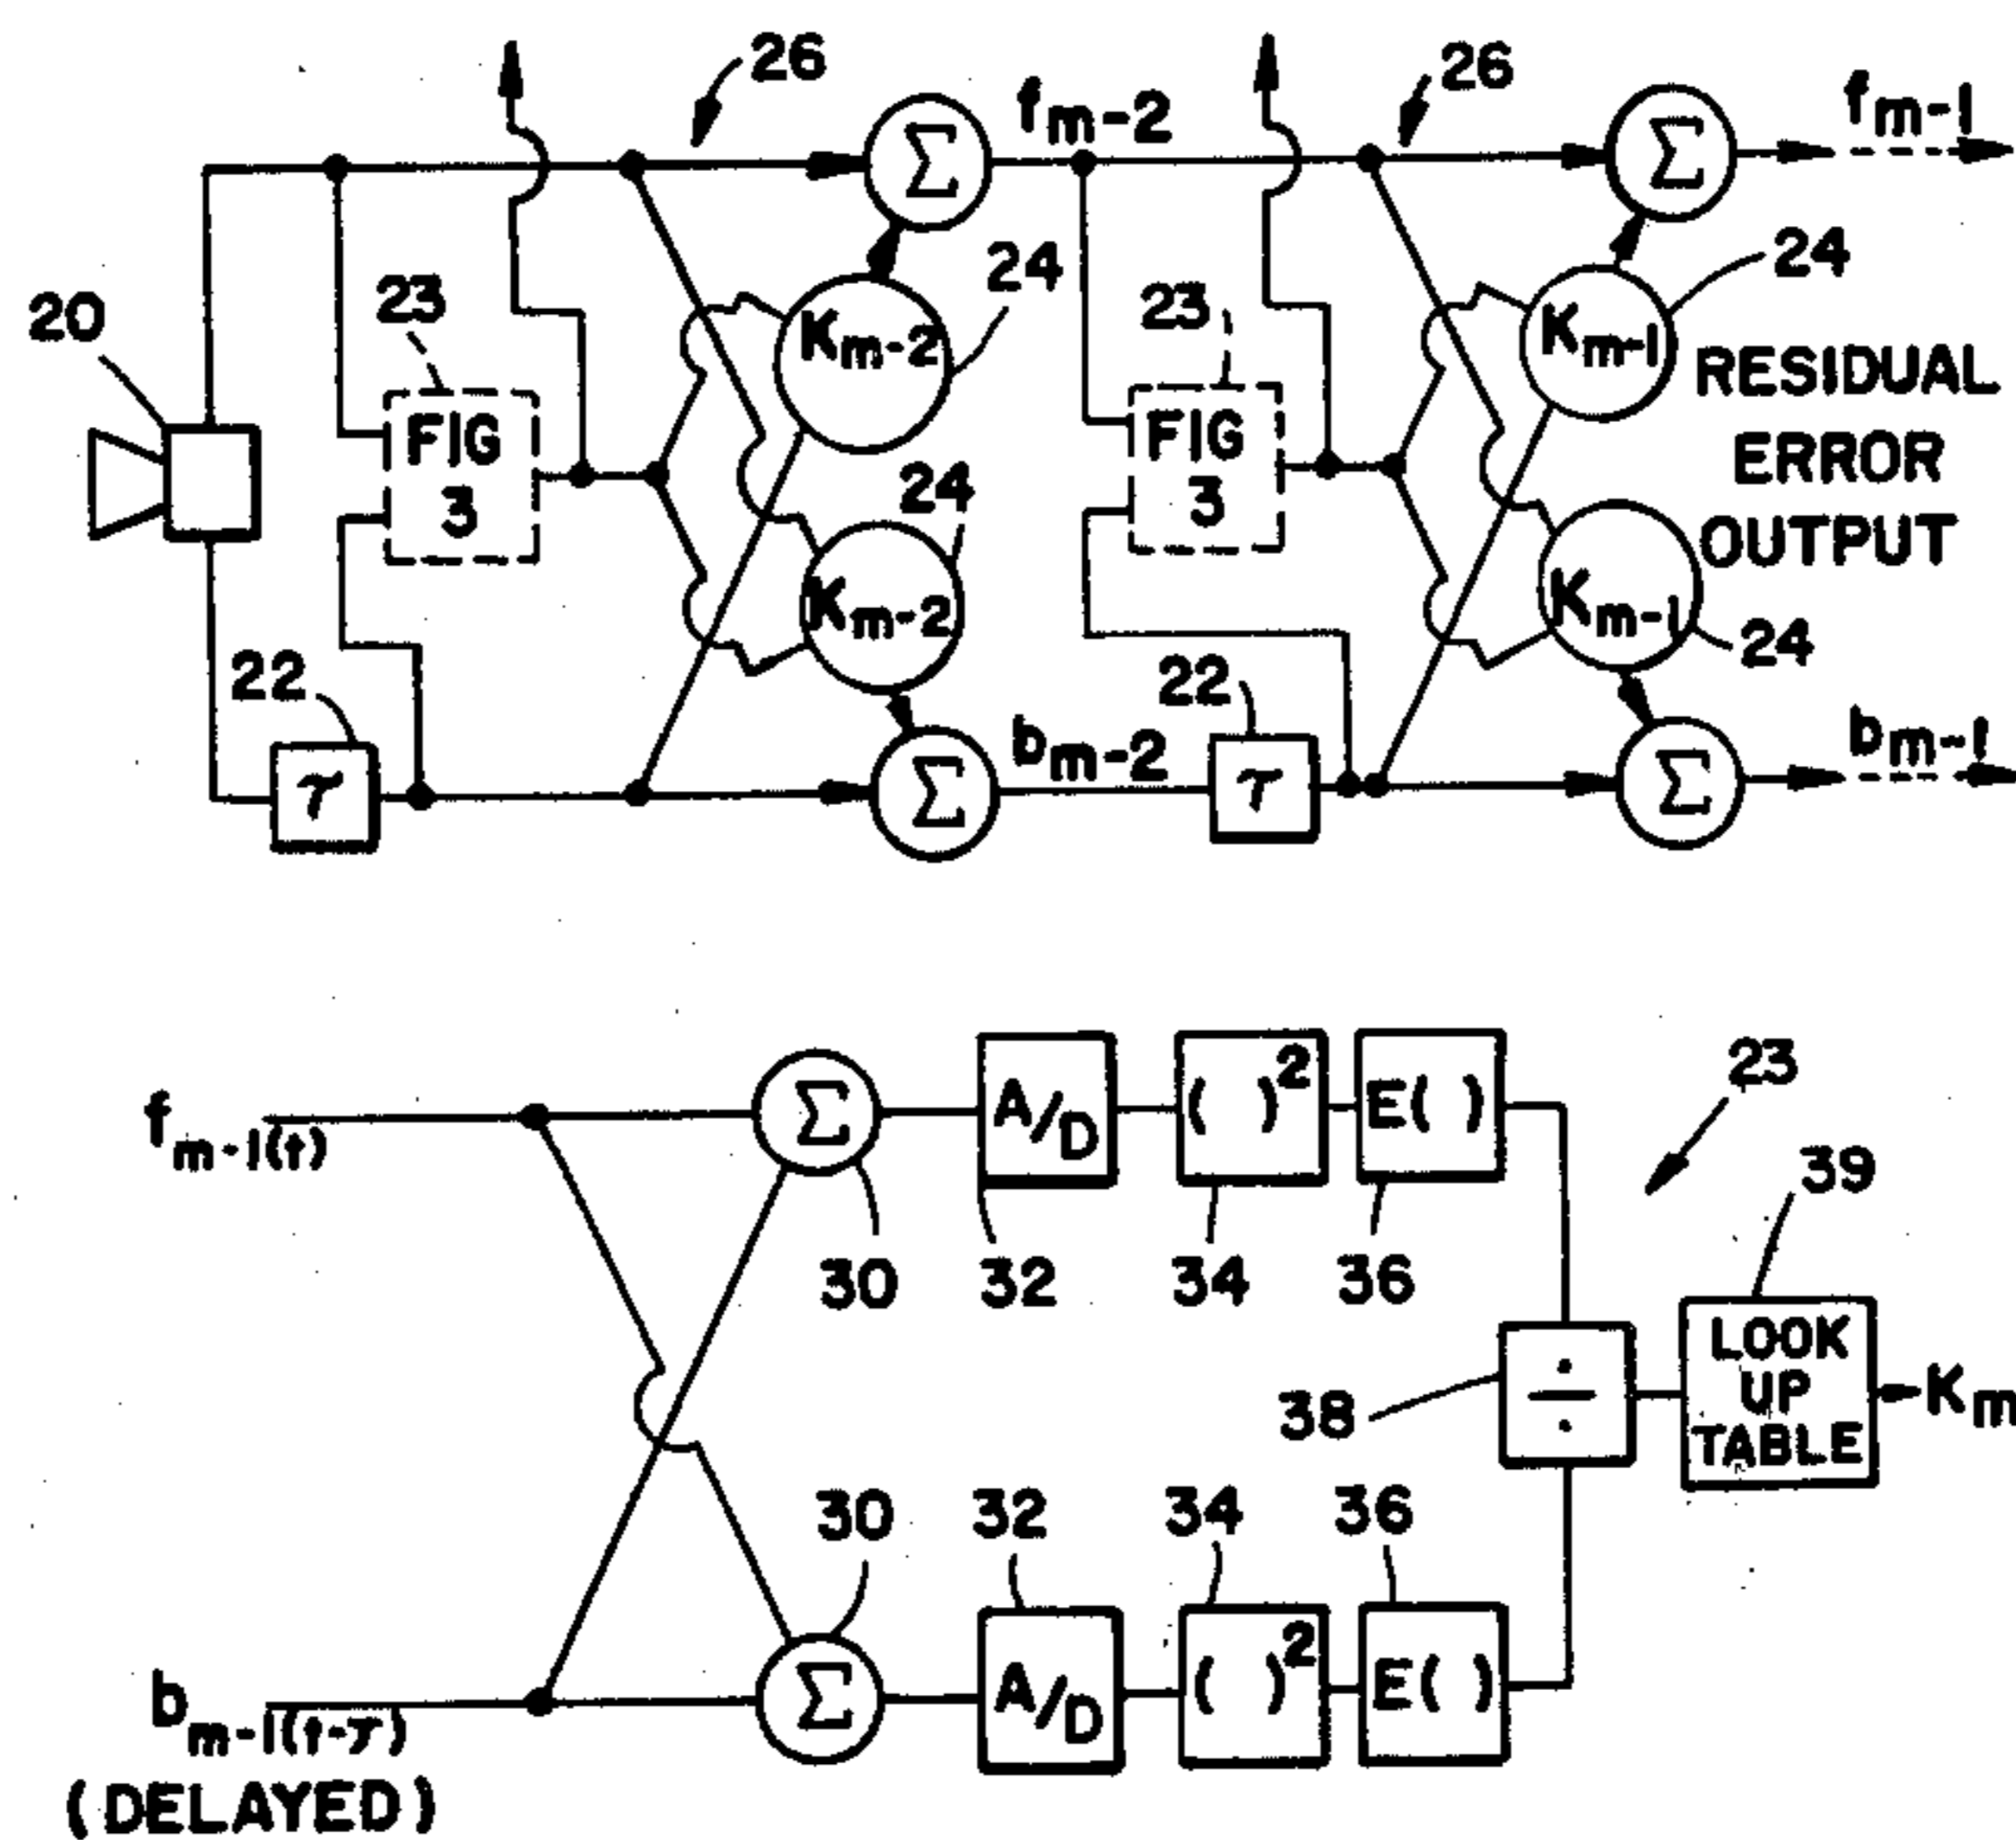 26
26
f m-2
f m-1
Σ
Σ
20
23
24
23
24
K m-2
K m-1
FIG
3
FIG
3
RESIDUAL
ERROR
OUTPUT
24
K m-2
K m-1
24
22
22
τ
b m-2
τ
b m-1
Σ
Σ
f m-1(t)
Σ
A/D
( )²
E( )
23
39
30
32
34
36
38
÷
LOOK
UP
TABLE
K m
30
32
34
36
b m-1(t-τ)
(DELAYED)
Σ
A/D
( )²
E( )